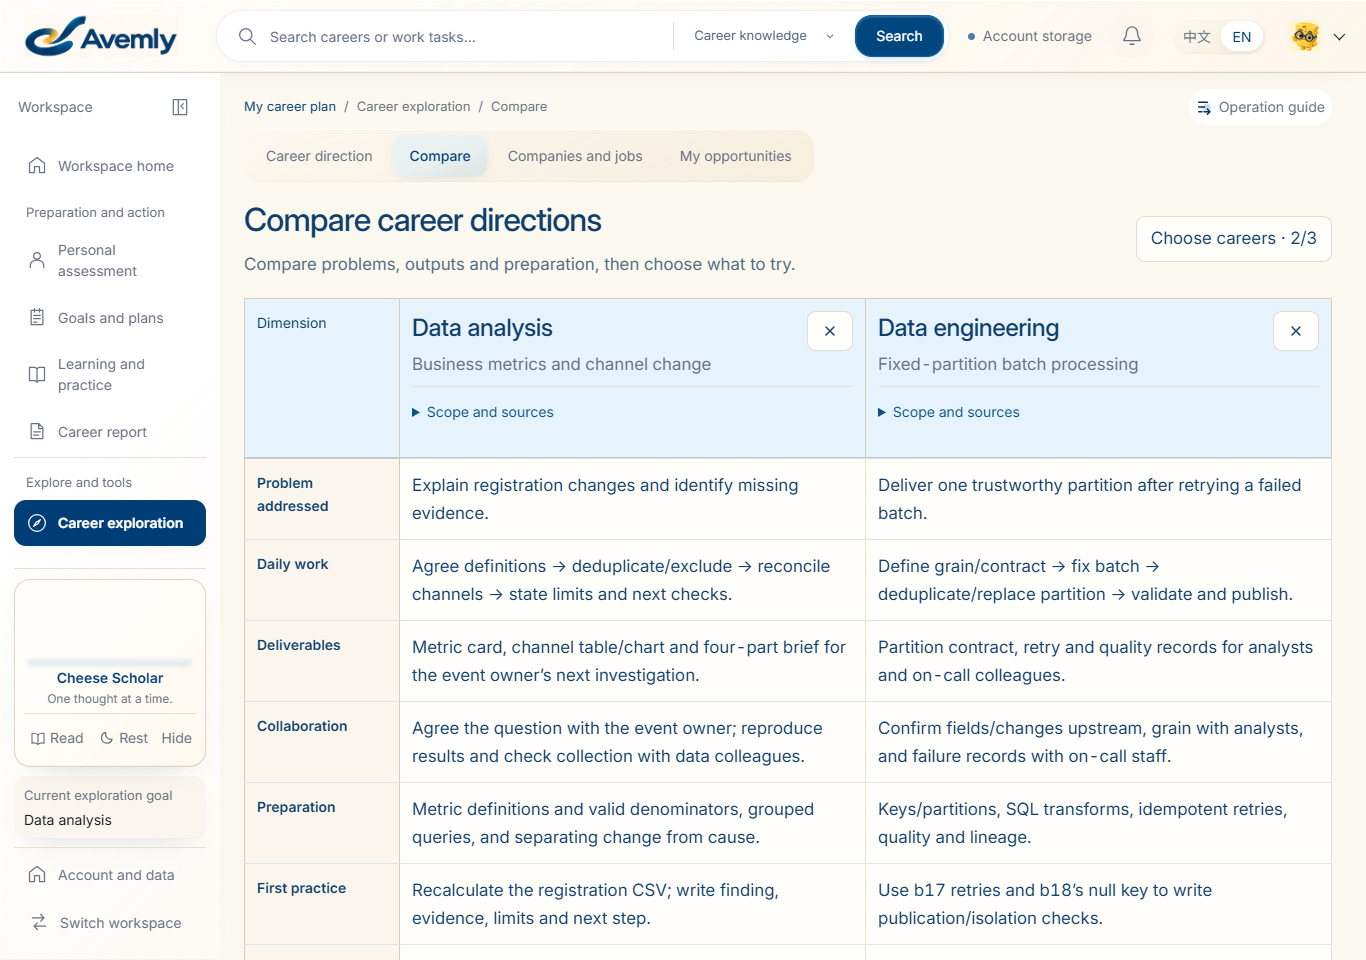 Avemly
Search careers or work tasks...
Career knowledge
Search
Account storage
中文
EN
Workspace
My career plan / Career exploration / Compare
Operation guide
Workspace home
Career direction
Compare
Companies and jobs
My opportunities
Preparation and action
Personal
assessment
Goals and plans
Learning and
practice
Career report
Explore and tools
Career exploration
Cheese Scholar
One thought at a time.
Read
Rest
Hide
Current exploration goal
Data analysis
Account and data
Switch workspace
Compare career directions
Compare problems, outputs and preparation, then choose what to try.
Choose careers · 2/3
Dimension
Data analysis
×
Business metrics and channel change
Scope and sources
Data engineering
×
Fixed-partition batch processing
Scope and sources
Problem
addressed
Explain registration changes and identify missing
evidence.
Deliver one trustworthy partition after retrying a failed
batch.
Daily work
Agree definitions → deduplicate/exclude → reconcile
channels → state limits and next checks.
Define grain/contract → fix batch →
deduplicate/replace partition → validate and publish.
Deliverables
Metric card, channel table/chart and four-part brief for
the event owner’s next investigation.
Partition contract, retry and quality records for analysts
and on-call colleagues.
Collaboration
Agree the question with the event owner; reproduce
results and check collection with data colleagues.
Confirm fields/changes upstream, grain with analysts,
and failure records with on-call staff.
Preparation
Metric definitions and valid denominators, grouped
queries, and separating change from cause.
Keys/partitions, SQL transforms, idempotent retries,
quality and lineage.
First practice
Recalculate the registration CSV; write finding,
evidence, limits and next step.
Use b17 retries and b18’s null key to write
publication/isolation checks.